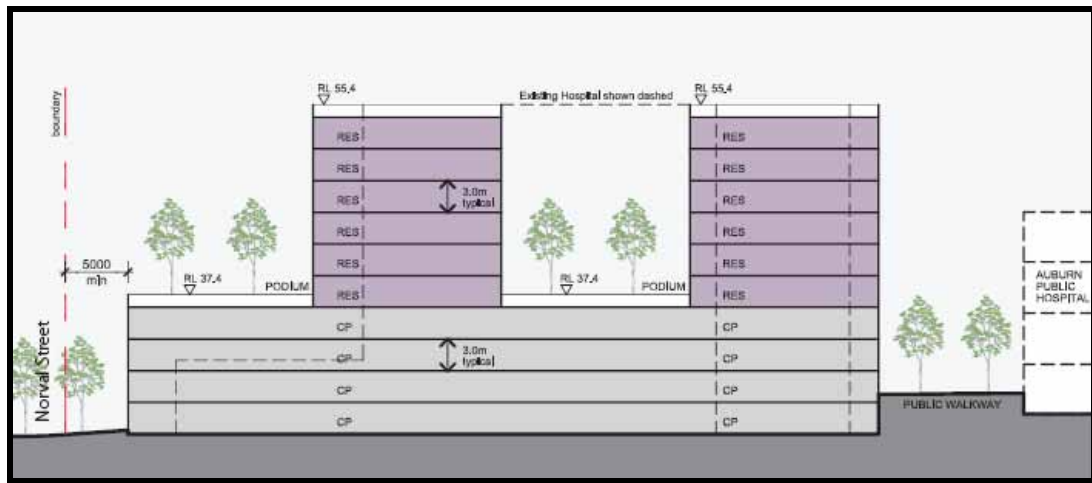 boundary
RL 55.4
Existing Hospital shown dashed
RL 55.4
RES
RES
RES
RES
RES
RES
3.0m
typical
RES
RES
RES
RES
RES
RES
5000
min
RL 37.4
PODIUM
RL 37.4
PODIUM
Norval Street
CP
CP
CP
CP
3.0m
typical
CP
CP
CP
CP
PUBLIC WALKWAY
AUBURN
PUBLIC
HOSPITAL